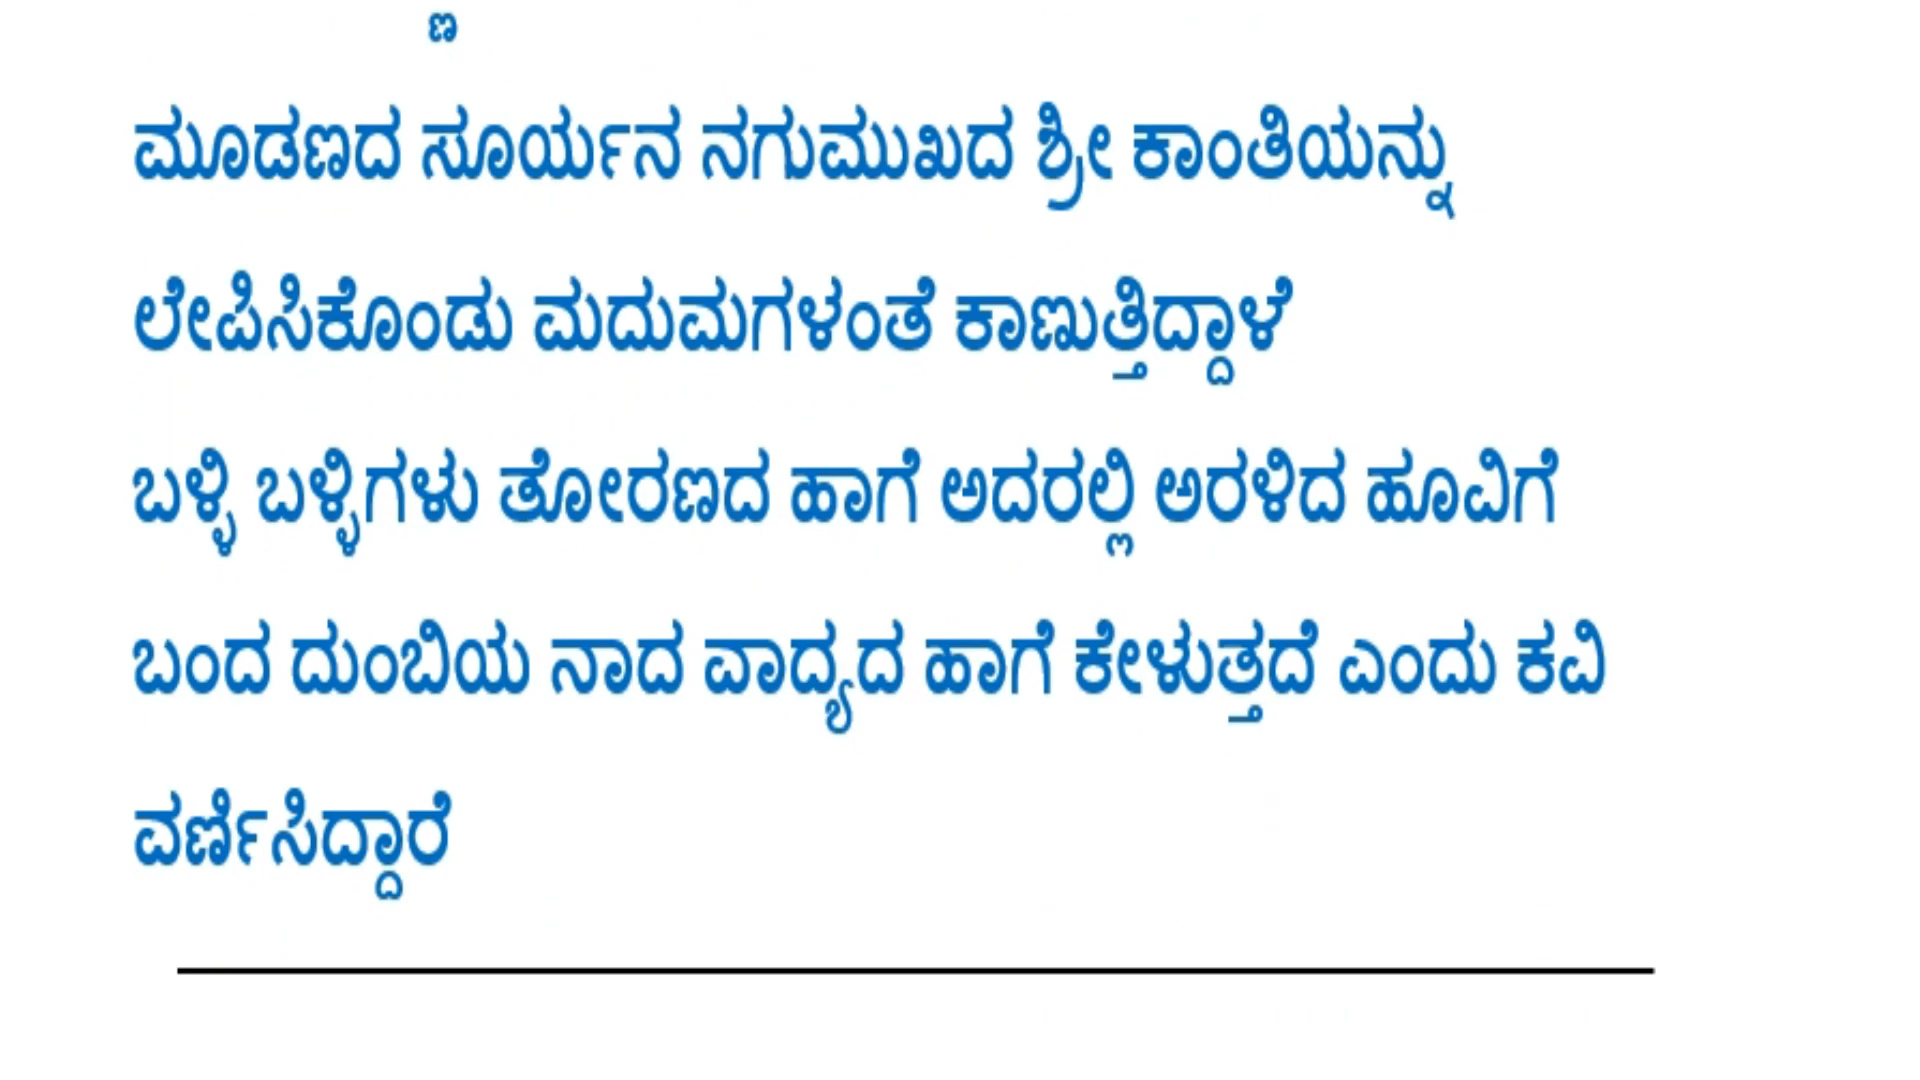 ಮೂಡಣದ ಸೂರ್ಯನ ನಗುಮುಖದ ಶ್ರೀ ಕಾಂತಿಯನ್ನು
ಲೇಪಿಸಿಕೊಂಡು ಮದುಮಗಳಂತೆ ಕಾಣುತ್ತಿದ್ದಾಳೆ
ಬಳ್ಳಿ ಬಳ್ಳಿಗಳು ತೋರಣದ ಹಾಗೆ ಅದರಲ್ಲಿ ಅರಳಿದ ಹೂವಿಗೆ
ಬಂದ ದುಂಬಿಯ ನಾದ ವಾದ್ಯದ ಹಾಗೆ ಕೇಳುತ್ತದೆ ಎಂದು ಕವಿ
ವರ್ಣಿಸಿದ್ದಾರೆ